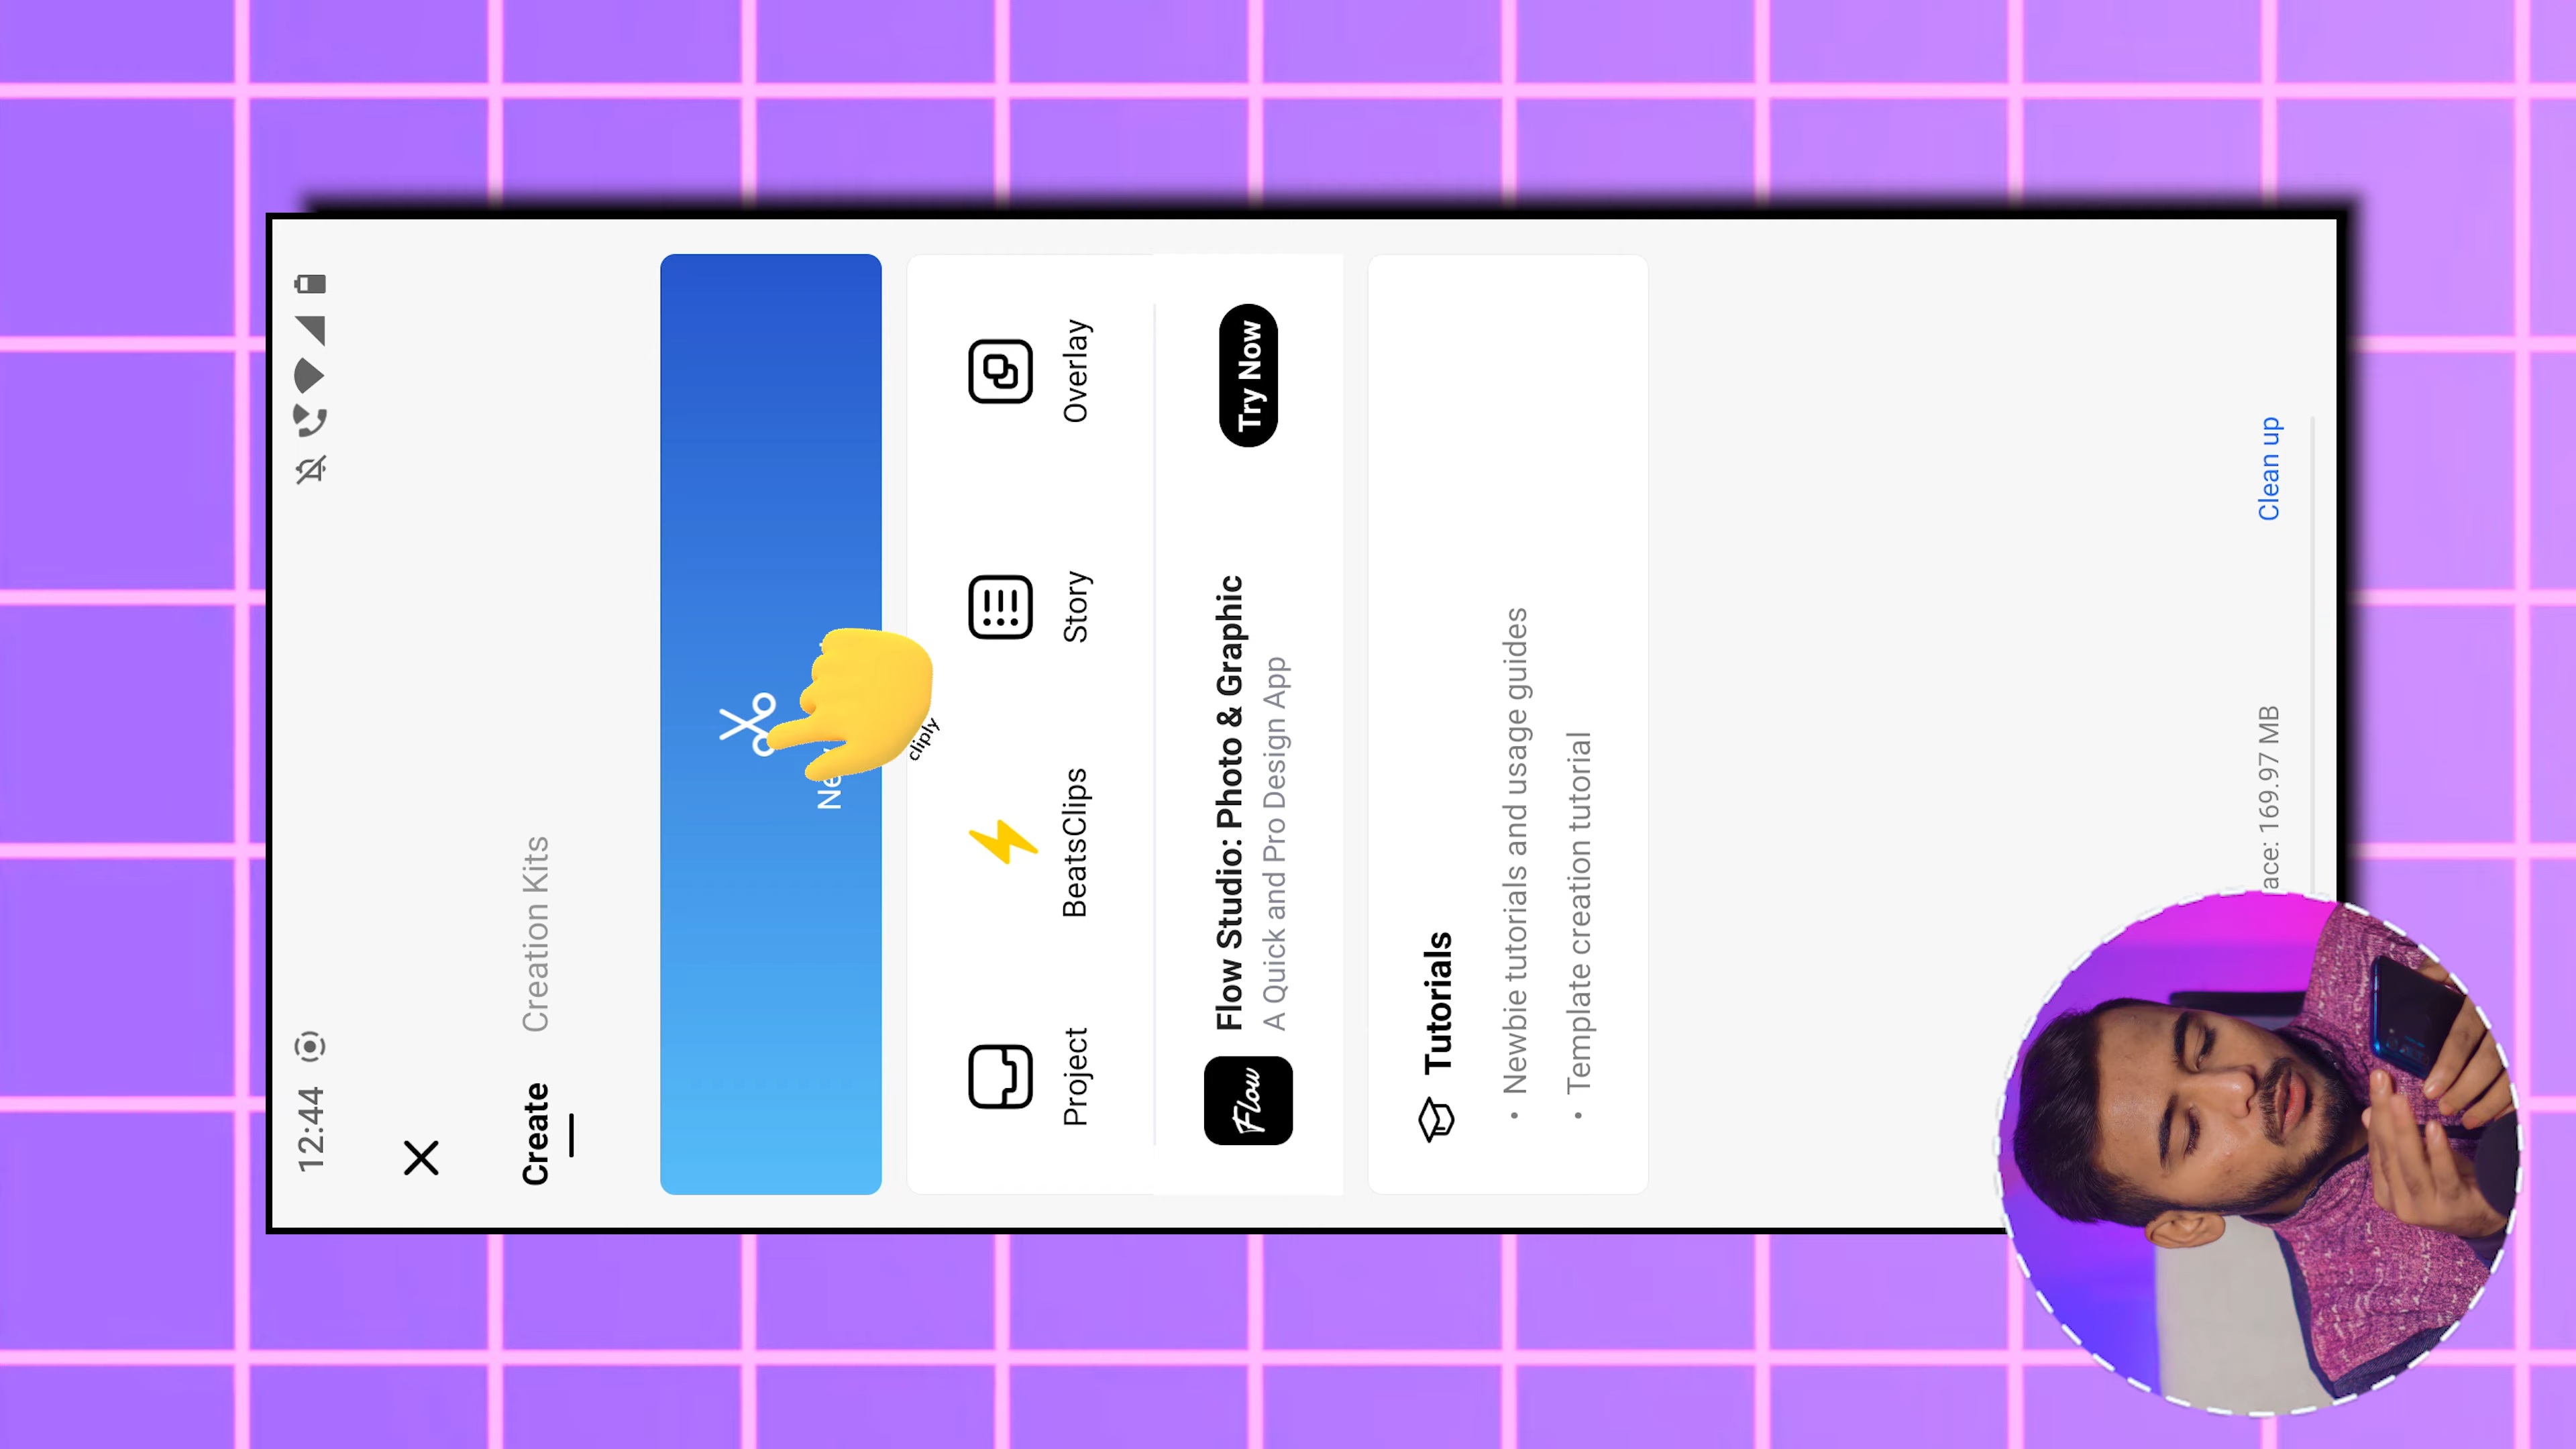 12:44
Create
Creation Kits
cliply
Project
BeatsClips
Story
Overlay
Flow
Flow Studio: Photo & Graphic
A Quick and Pro Design App
Try Now
Tutorials
• Newbie tutorials and usage guides
• Template creation tutorial
169.97 MB
Clean up